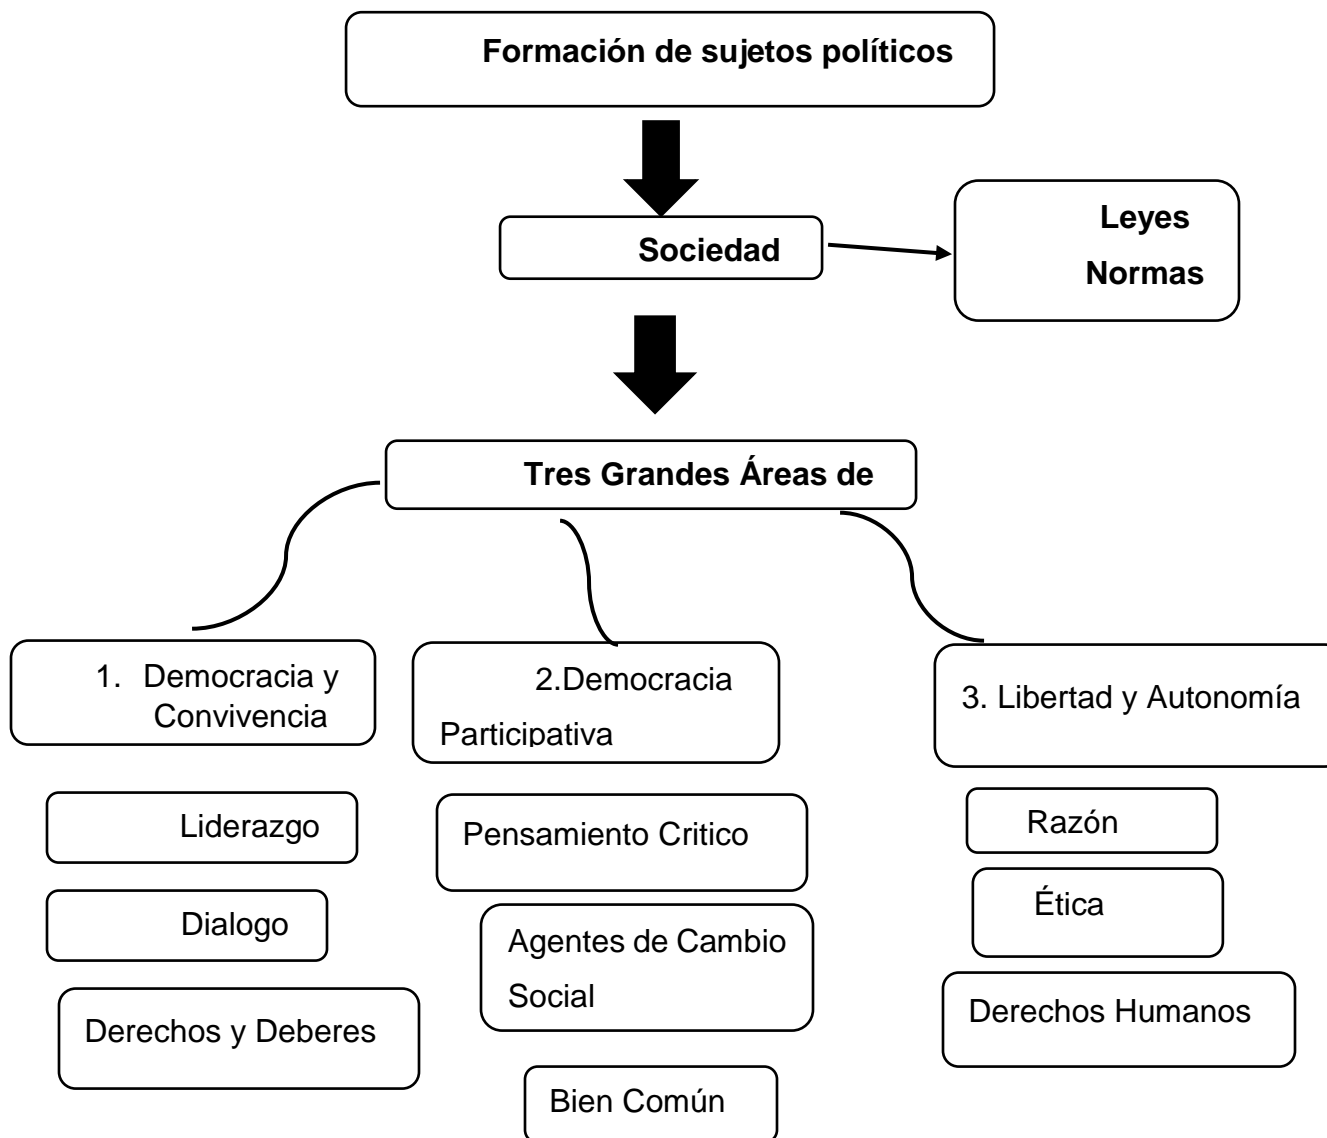 Formación de sujetos políticos
Sociedad
Leyes
Normas
Tres Grandes Áreas de
1. Democracia y
Convivencia
2.Democracia
Participativa
3. Libertad y Autonomía
Liderazgo
Dialogo
Derechos y Deberes
Pensamiento Critico
Agentes de Cambio
Social
Bien Común
Razón
Ética
Derechos Humanos